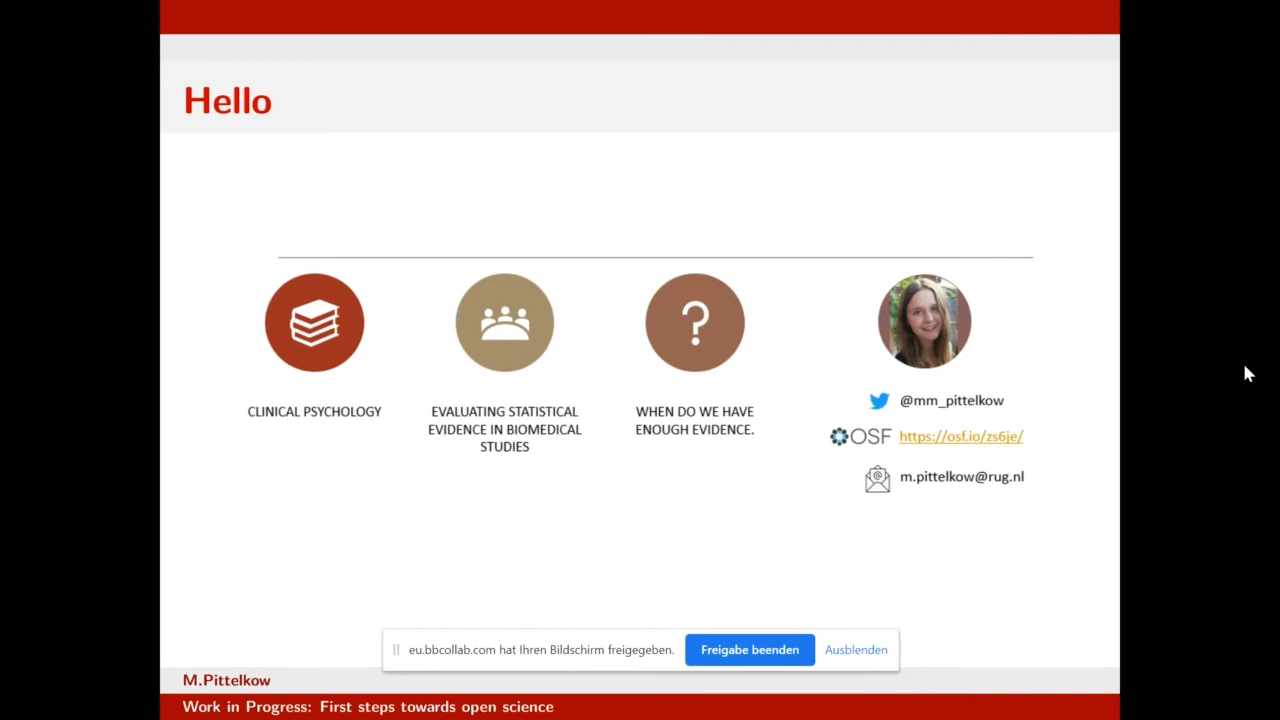 Hello
CLINICAL PSYCHOLOGY
EVALUATING STATISTICAL
EVIDENCE IN BIOMEDICAL
STUDIES
WHEN DO WE HAVE
ENOUGH EVIDENCE.
@mm_pittelkow
OSF https://osf.io/zs6je/
m.pittelkow@rug.nl
eu.bbcollab.com hat Ihren Bildschirm freigegeben. Freigabe beenden Ausblenden
M.Pittelkow
Work in Progress: First steps towards open science